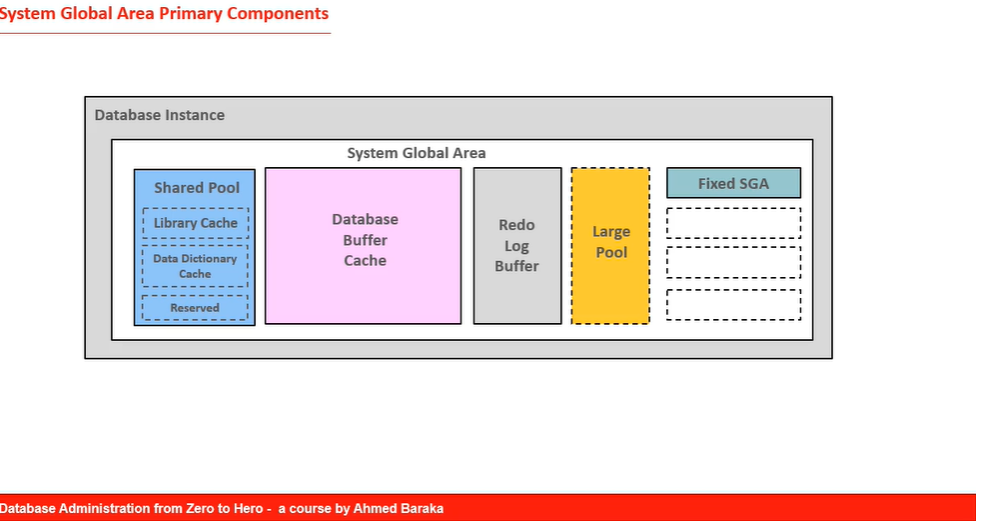 System Global Area Primary Components
Database Instance
System Global Area
Shared Pool
Library Cache
Data Dictionary
Cache
Reserved
Database
Buffer
Cache
Redo
Log
Buffer
Large
Pool
Fixed SGA
Database Administration from Zero to Hero - a course by Ahmed Baraka